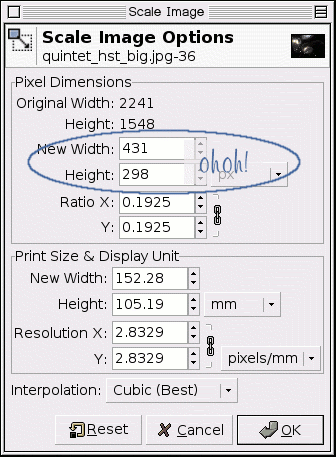 Scale Image
Scale Image Options
quintet_hst_big.jpg-36
Pixel Dimensions
Original Width: 2241
Height: 1548
New Width: 431
Height: 298 px
ohoh!
Ratio X: 0.1925
Y: 0.1925
Print Size & Display Unit
New Width: 152.28
Height: 105.19 mm
Resolution X: 2.8329
Y: 2.8329 pixels/mm
Interpolation: Cubic (Best)
Reset Cancel OK